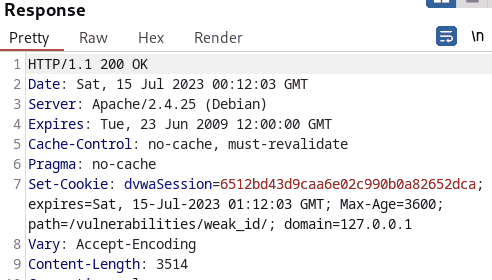 Response
Pretty Raw Hex Render \n
1 HTTP/1.1 200 OK
2 Date: Sat, 15 Jul 2023 00:12:03 GMT
3 Server: Apache/2.4.25 (Debian)
4 Expires: Tue, 23 Jun 2009 12:00:00 GMT
5 Cache-Control: no-cache, must-revalidate
6 Pragma: no-cache
7 Set-Cookie: dvwaSession=6512bd43d9caa6e02c990b0a82652dca;
expires=Sat, 15-Jul-2023 01:12:03 GMT; Max-Age=3600;
path=/vulnerabilities/weak_id/; domain=127.0.0.1
8 Vary: Accept-Encoding
9 Content-Length: 3514